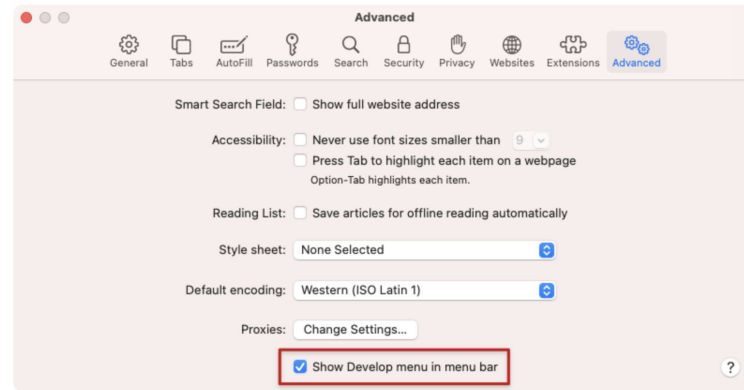 Advanced
General Tabs AutoFill Passwords Search Security Privacy Websites Extensions Advanced
Smart Search Field: Show full website address
Accessibility: Never use font sizes smaller than 9
Press Tab to highlight each item on a webpage
Option-Tab highlights each item.
Reading List: Save articles for offline reading automatically
Style sheet: None Selected
Default encoding: Western (ISO Latin 1)
Proxies: Change Settings...
Show Develop menu in menu bar
?